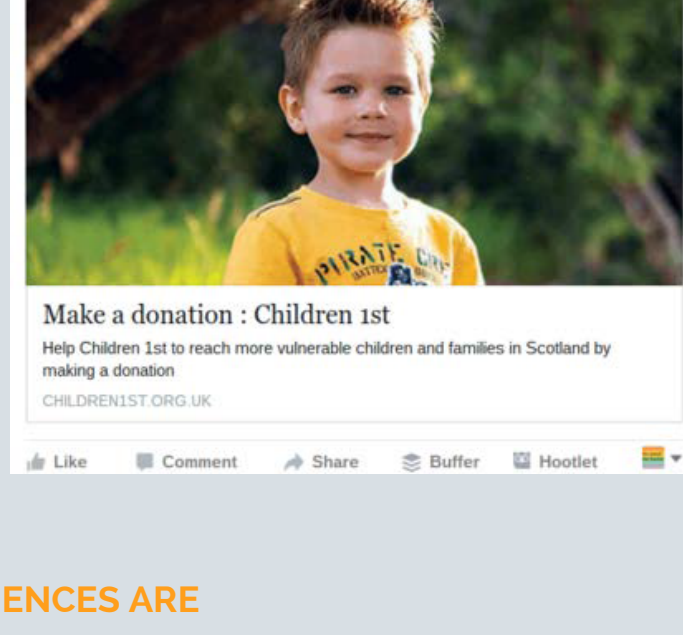 PIRATE
Make a donation : Children 1st
Help Children 1st to reach more vulnerable children and families in Scotland by
making a donation
CHILDREN1ST.ORG.UK
Like Comment Share Buffer Hootlet
ENCES ARE